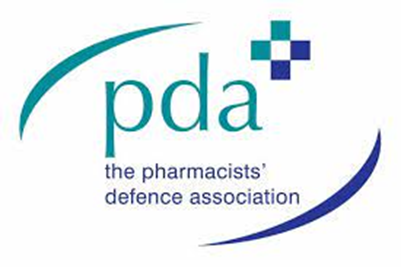 pda
the pharmacists'
defence association